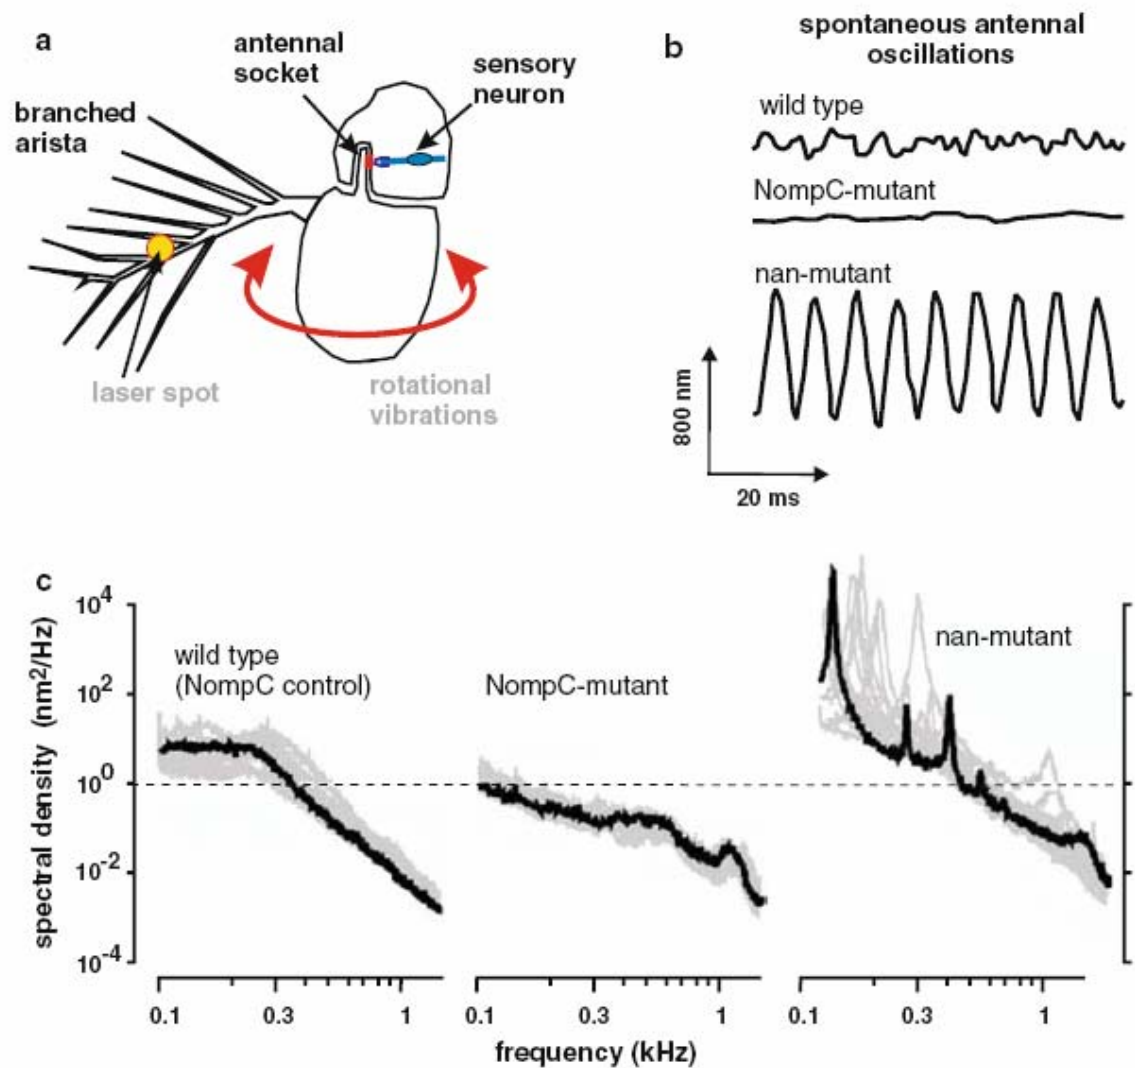 a
antennal
socket
sensory
neuron
branched
arista
laser spot
rotational
vibrations
b
spontaneous antennal
oscillations
wild type
NompC-mutant
nan-mutant
800 nm
20 ms
c
spectral density (nm2/Hz)
10^4
10^2
10^0
10^-2
10^-4
wild type
(NompC control)
NompC-mutant
nan-mutant
0.1 0.3 1
0.1 0.3 1
0.1 0.3 1
frequency (kHz)